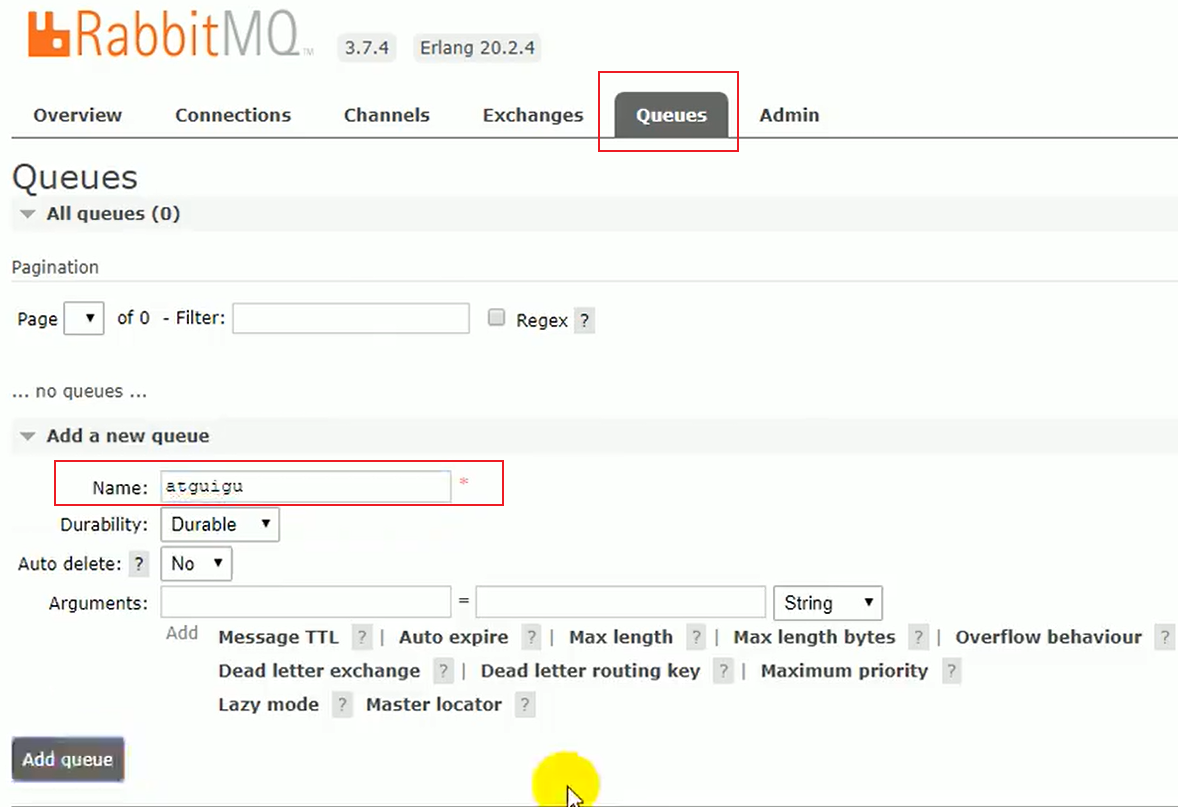 RabbitMQ TM 3.7.4 Erlang 20.2.4
Overview Connections Channels Exchanges Queues Admin
Queues
All queues (0)
Pagination
Page of 0 - Filter: Regex ?
... no queues ...
Add a new queue
Name: atguigu *
Durability: Durable
Auto delete: ? No
Arguments: = String
Add Message TTL ? | Auto expire ? | Max length ? | Max length bytes ? | Overflow behaviour ?
Dead letter exchange ? | Dead letter routing key ? | Maximum priority ?
Lazy mode ? Master locator ?
Add queue